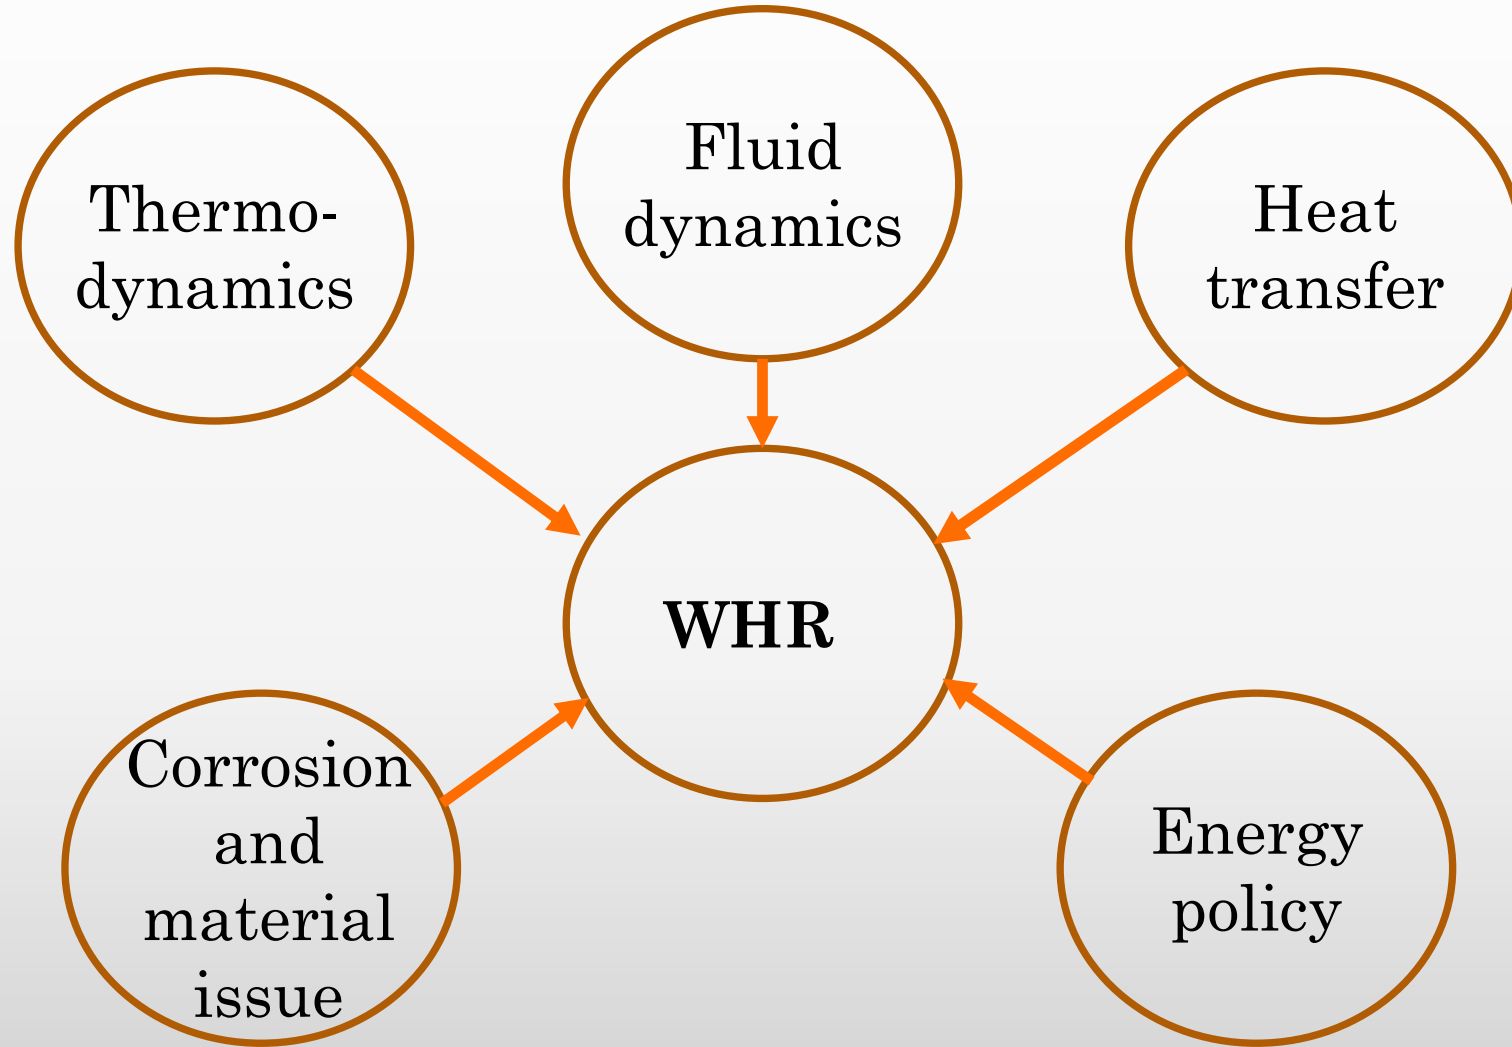 Thermo-
dynamics
Fluid
dynamics
Heat
transfer
WHR
Corrosion
and
material
issue
Energy
policy